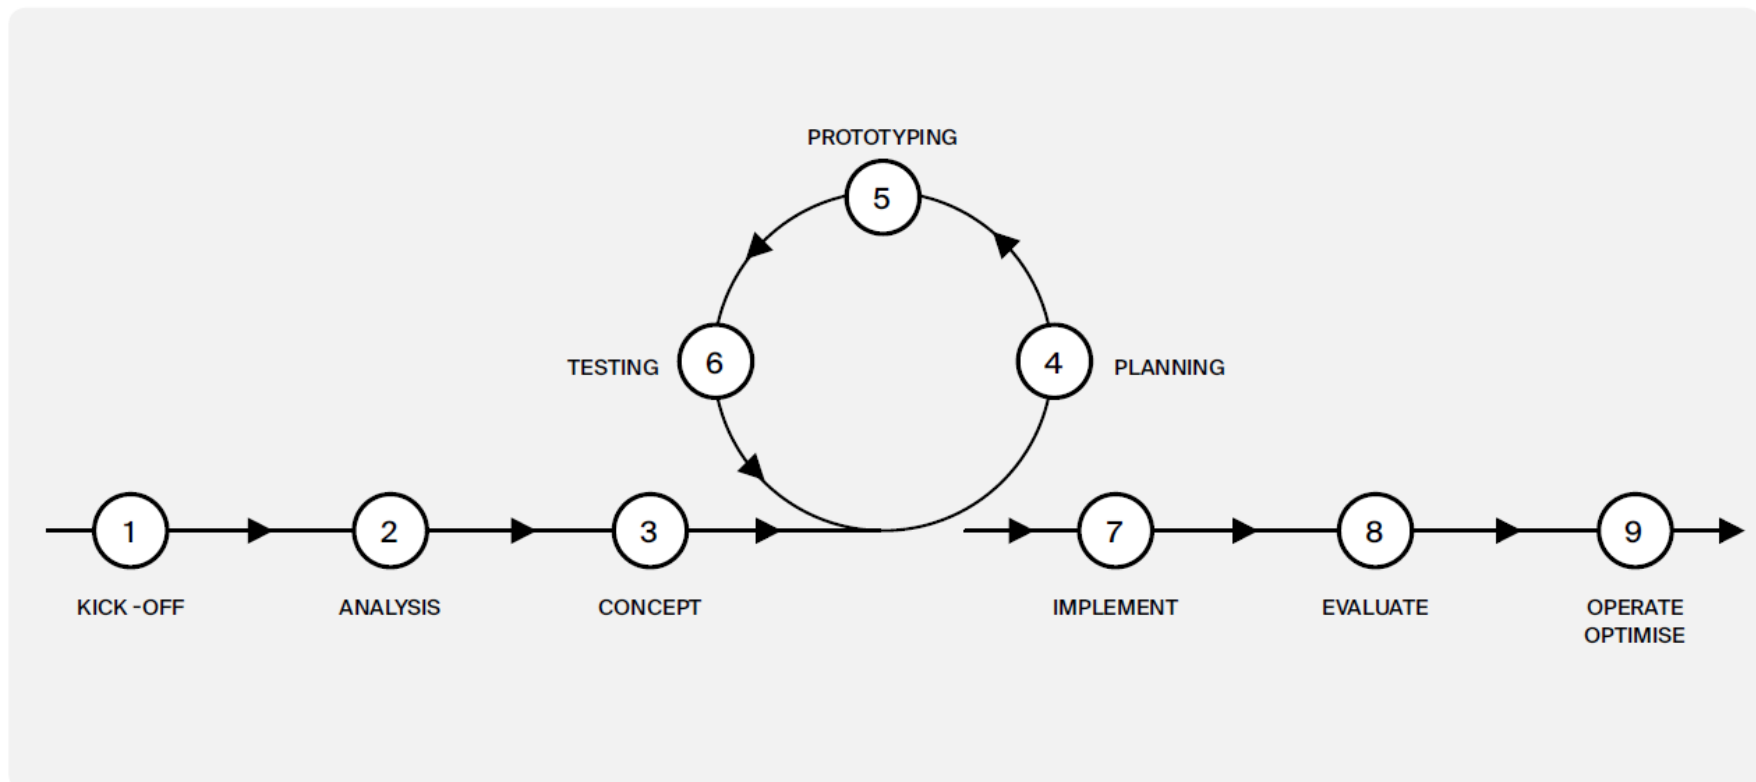 PROTOTYPING
5
TESTING
6
4
PLANNING
1
2
3
7
8
9
KICK -OFF
ANALYSIS
CONCEPT
IMPLEMENT
EVALUATE
OPERATE
OPTIMISE